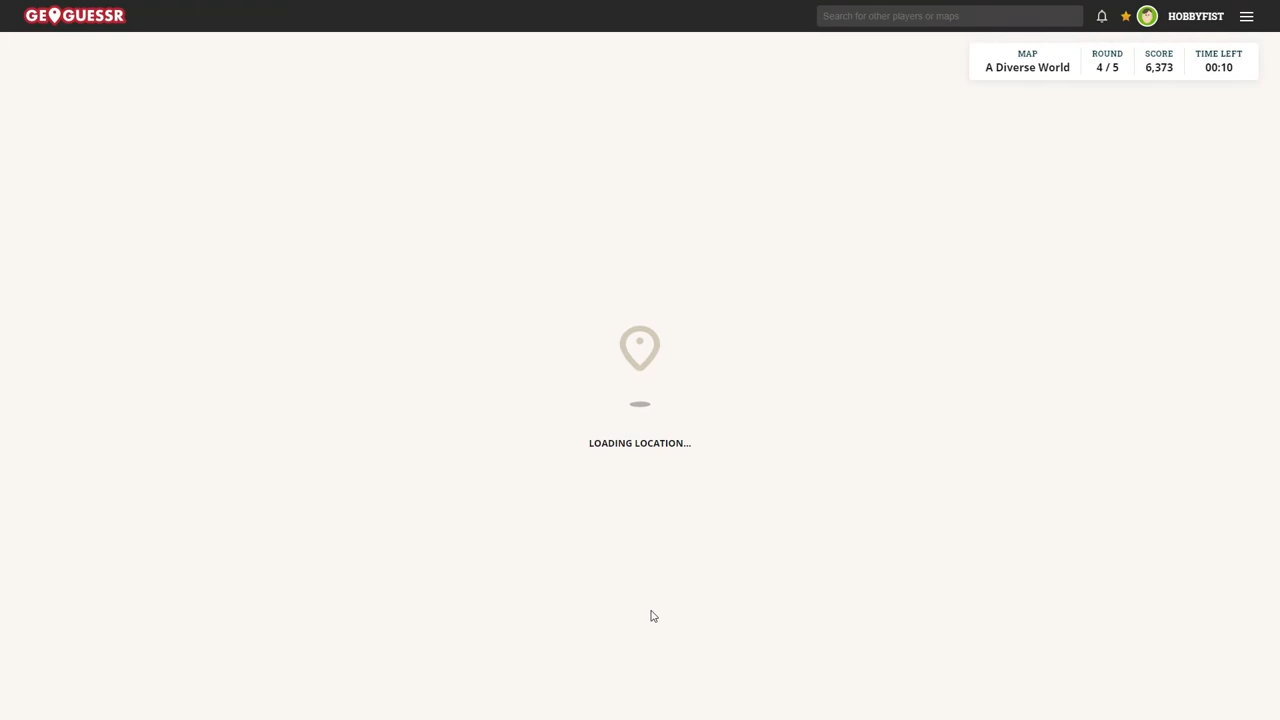 GEOGUESSR
Search for other players or maps
HOBBYFIST
MAP
A Diverse World
ROUND
4 / 5
SCORE
6,373
TIME LEFT
00:10
LOADING LOCATION...